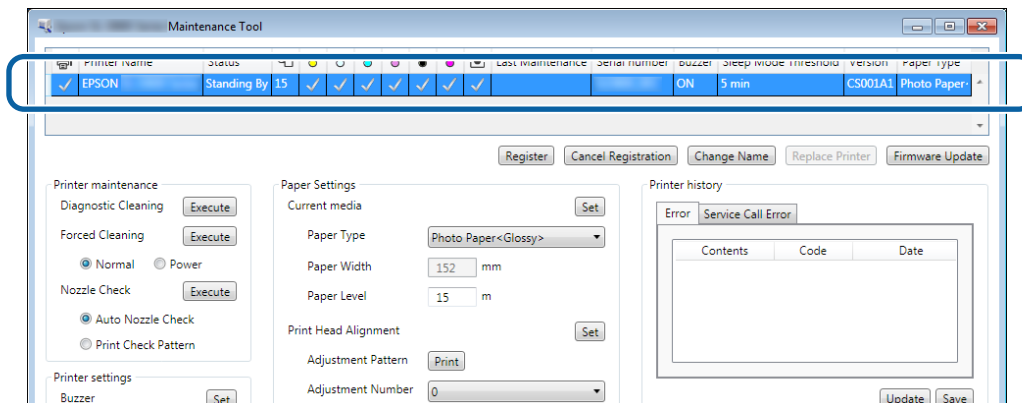 Maintenance Tool
Printer Name Status Last Maintenance Serial number Buzzer Sleep Mode Threshold Version Paper Type
EPSON Standing By 15 ON 5 min CS001A1 Photo Paper
Register Cancel Registration Change Name Replace Printer Firmware Update
Printer maintenance
Diagnostic Cleaning Execute
Forced Cleaning Execute
Normal Power
Nozzle Check Execute
Auto Nozzle Check
Print Check Pattern
Printer settings
Buzzer Set
Paper Settings
Current media Set
Paper Type Photo Paper<Glossy>
Paper Width 152 mm
Paper Level 15 m
Print Head Alignment Set
Adjustment Pattern Print
Adjustment Number 0
Printer history
Error Service Call Error
Contents Code Date
Update Save